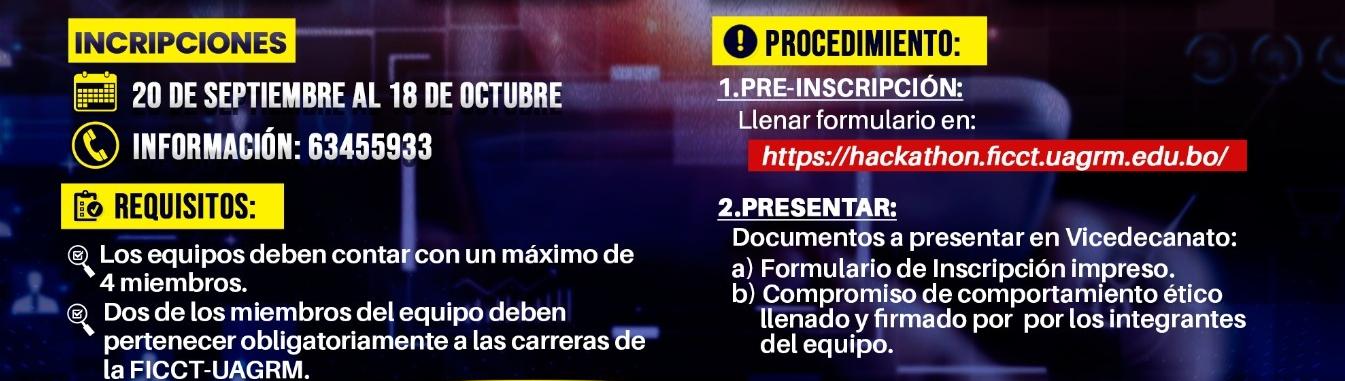 INCRIPCIONES
20 DE SEPTIEMBRE AL 18 DE OCTUBRE
INFORMACIÓN: 63455933
REQUISITOS:
Los equipos deben contar con un máximo de
4 miembros.
Dos de los miembros del equipo deben
pertenecer obligatoriamente a las carreras de
la FICCT-UAGRM.
PROCEDIMIENTO:
1.PRE-INSCRIPCIÓN:
Llenar formulario en:
https://hackathon.ficct.uagrm.edu.bo/
2.PRESENTAR:
Documentos a presentar en Vicedecanato:
a) Formulario de Inscripción impreso.
b) Compromiso de comportamiento ético
llenado y firmado por por los integrantes
del equipo.